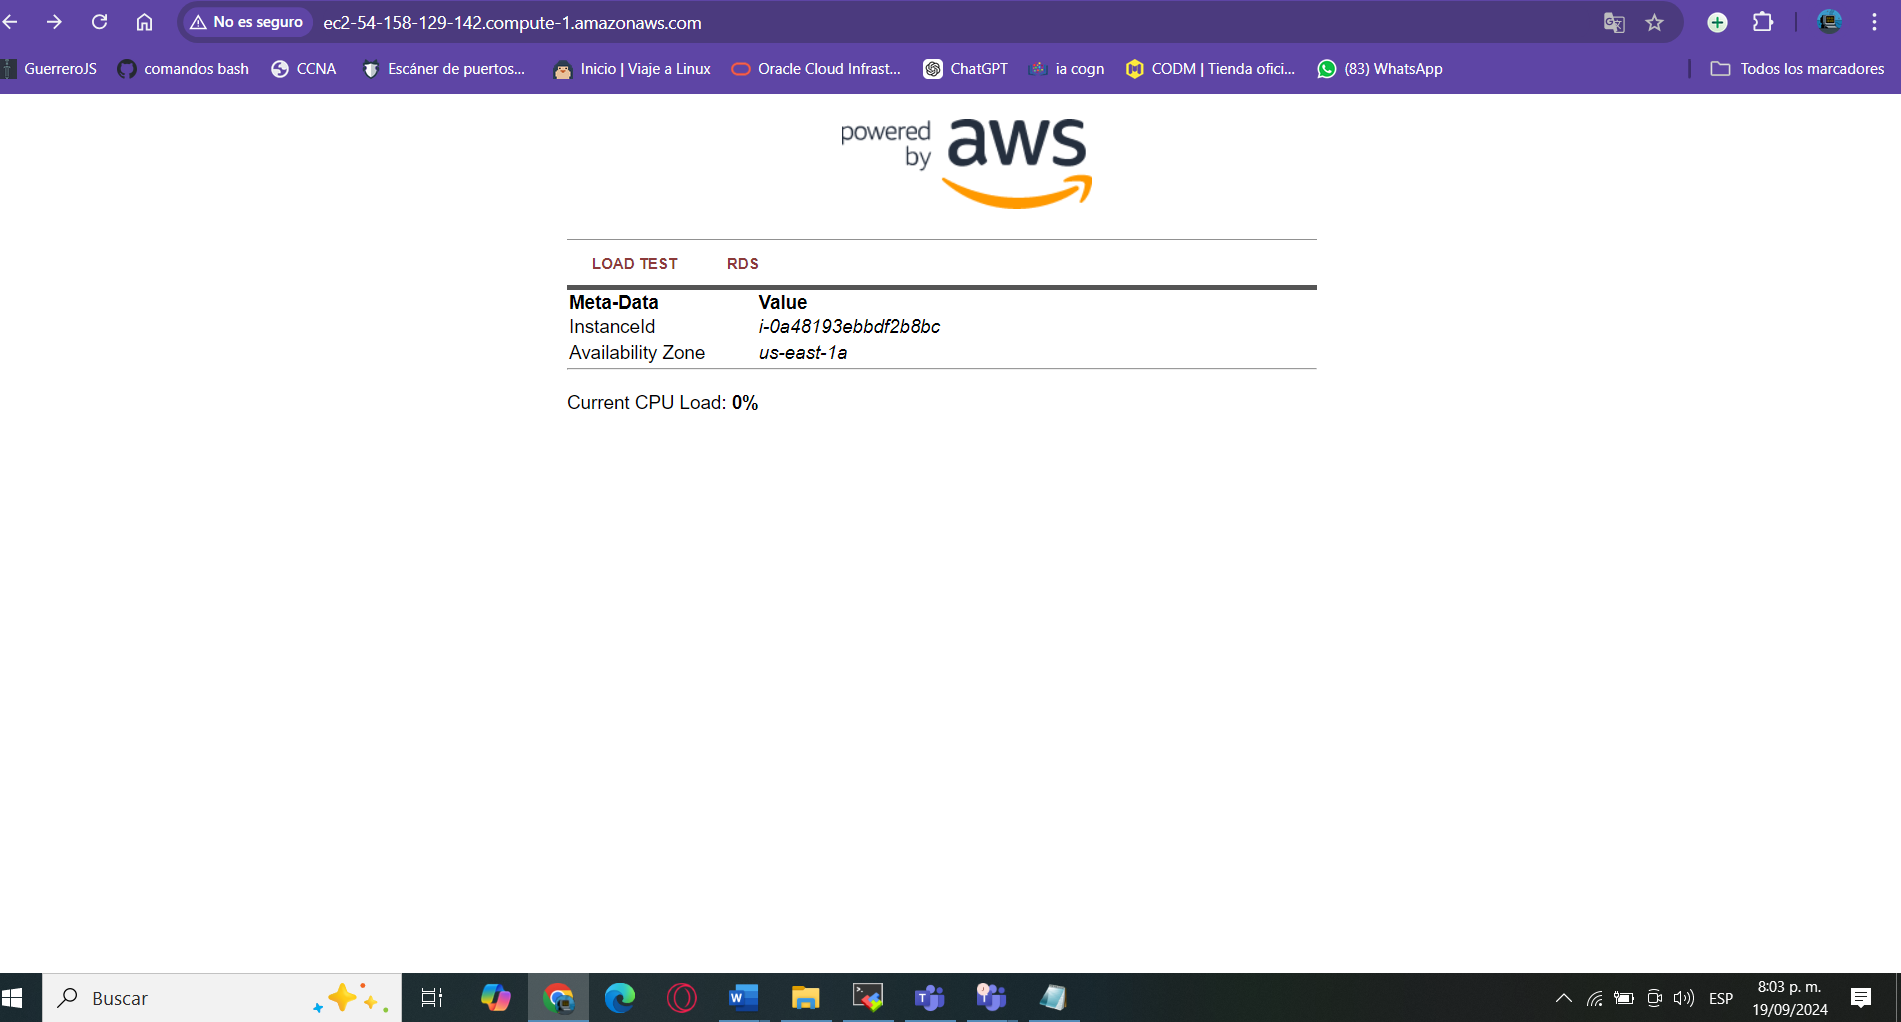 No es seguro ec2-54-158-129-142.compute-1.amazonaws.com
GuerreroJS comandos bash CCNA Escáner de puertos... Inicio | Viaje a Linux Oracle Cloud Infrast... ChatGPT ia cogn CODM | Tienda ofici... (83) WhatsApp Todos los marcadores
powered
by aws
LOAD TEST RDS
Meta-Data Value
InstanceId i-0a48193ebbdf2b8bc
Availability Zone us-east-1a
Current CPU Load: 0%
Buscar
ESP
8:03 p. m.
19/09/2024